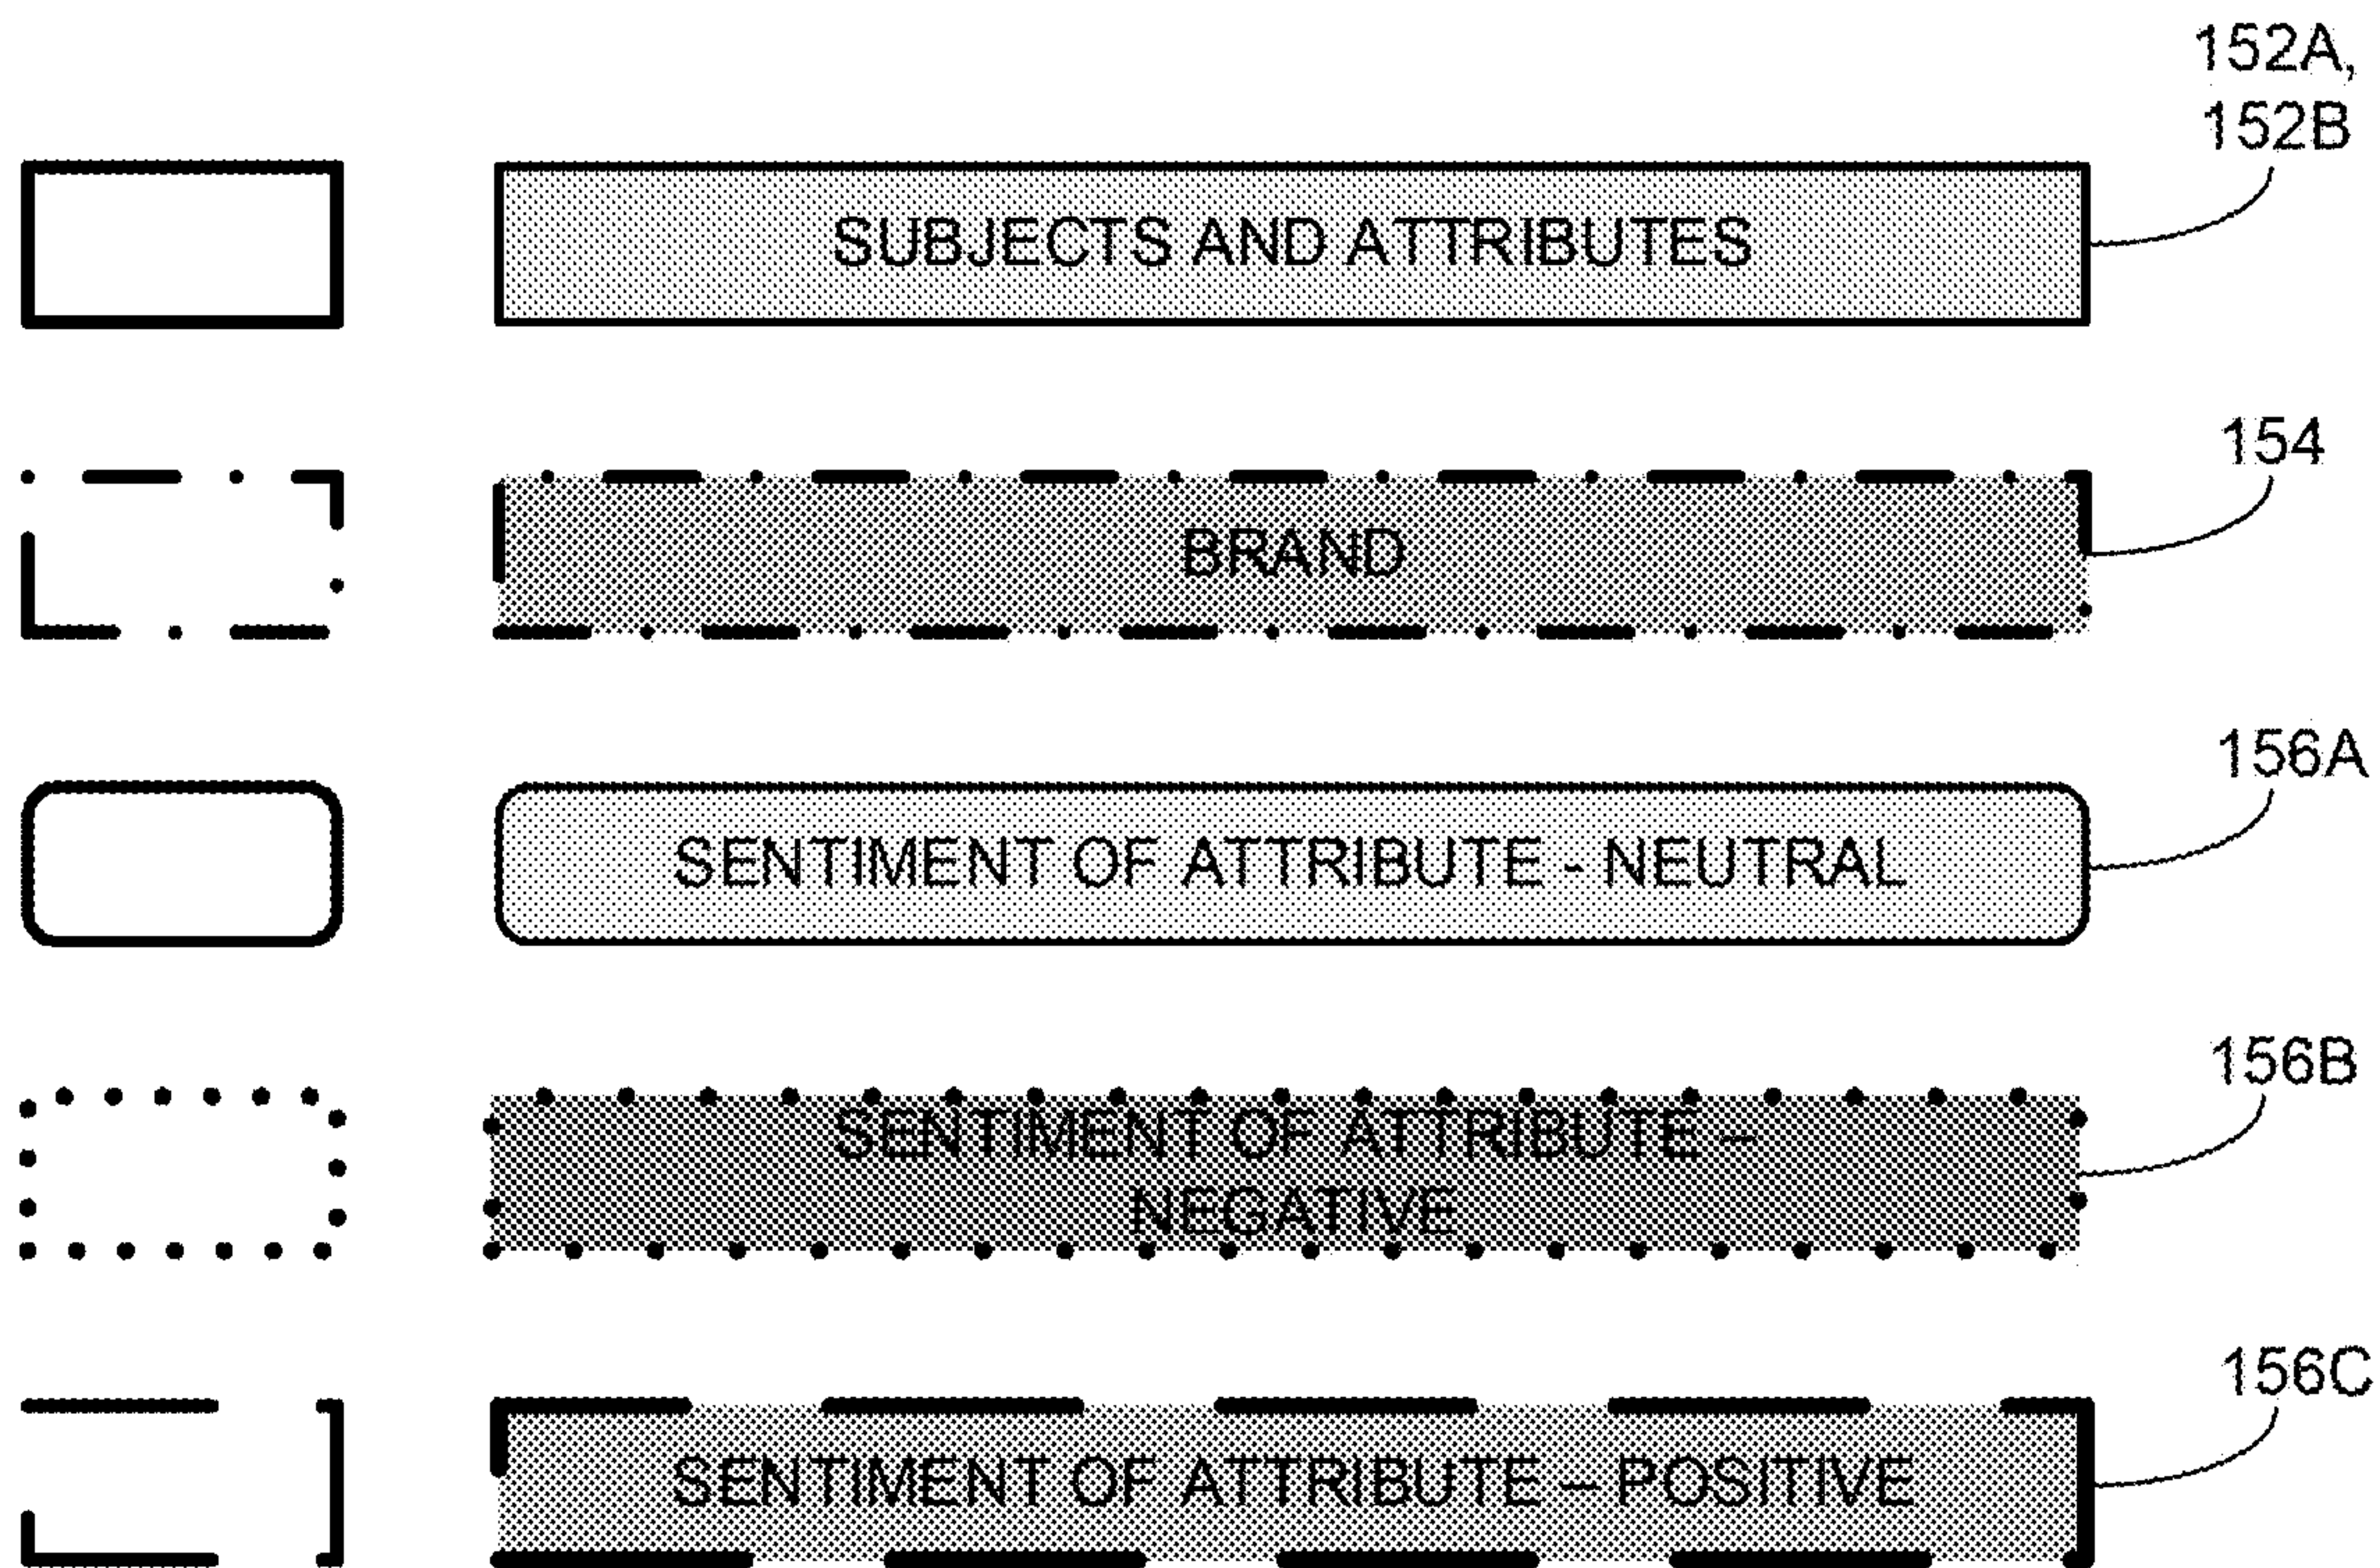 152A,
152B
SUBJECTS AND ATTRIBUTES
154
BRAND
156A
SENTIMENT OF ATTRIBUTE - NEUTRAL
156B
SENTIMENT OF ATTRIBUTE –
NEGATIVE
156C
SENTIMENT OF ATTRIBUTE – POSITIVE